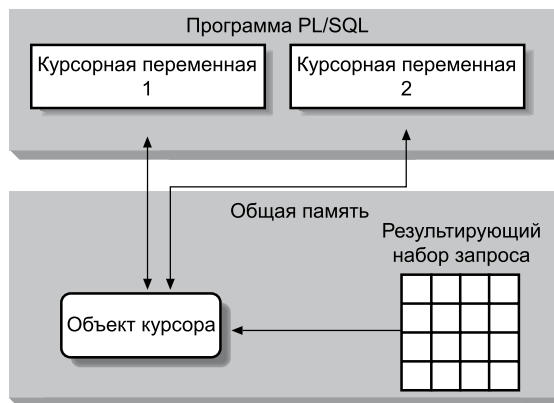 Программа PL/SQL
Курсорная переменная
1
Курсорная переменная
2
Общая память
Результирующий
набор запроса
Объект курсора